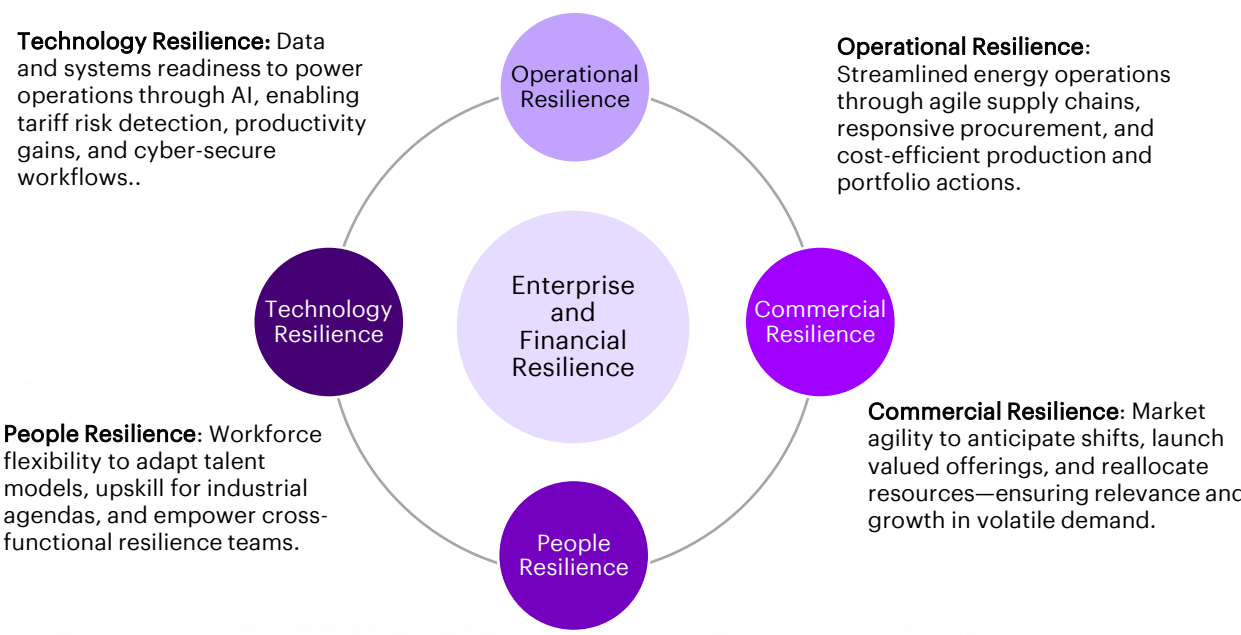 Technology Resilience: Data
and systems readiness to power
operations through AI, enabling
tariff risk detection, productivity
gains, and cyber-secure
workflows..
Operational
Resilience
Operational Resilience:
Streamlined energy operations
through agile supply chains,
responsive procurement, and
cost-efficient production and
portfolio actions.
Technology
Resilience
Enterprise
and
Financial
Resilience
Commercial
Resilience
People Resilience: Workforce
flexibility to adapt talent
models, upskill for industrial
agendas, and empower cross-
functional resilience teams.
People
Resilience
Commercial Resilience: Market
agility to anticipate shifts, launch
valued offerings, and reallocate
resources—ensuring relevance and
growth in volatile demand.